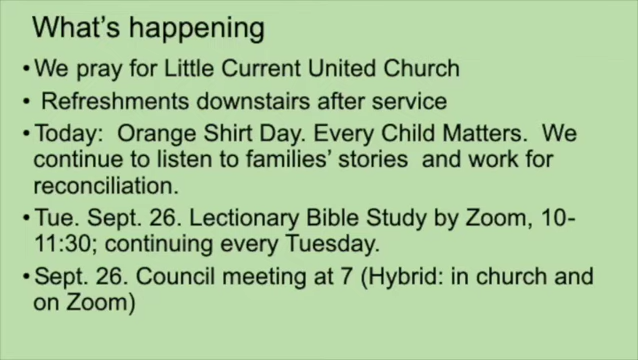 What's happening
•We pray for Little Current United Church
• Refreshments downstairs after service
•Today:  Orange Shirt Day. Every Child Matters.  We
continue to listen to families' stories  and work for
reconciliation.
•Tue. Sept. 26. Lectionary Bible Study by Zoom, 10-
11:30; continuing every Tuesday.
•Sept. 26. Council meeting at 7 (Hybrid: in church and
on Zoom)